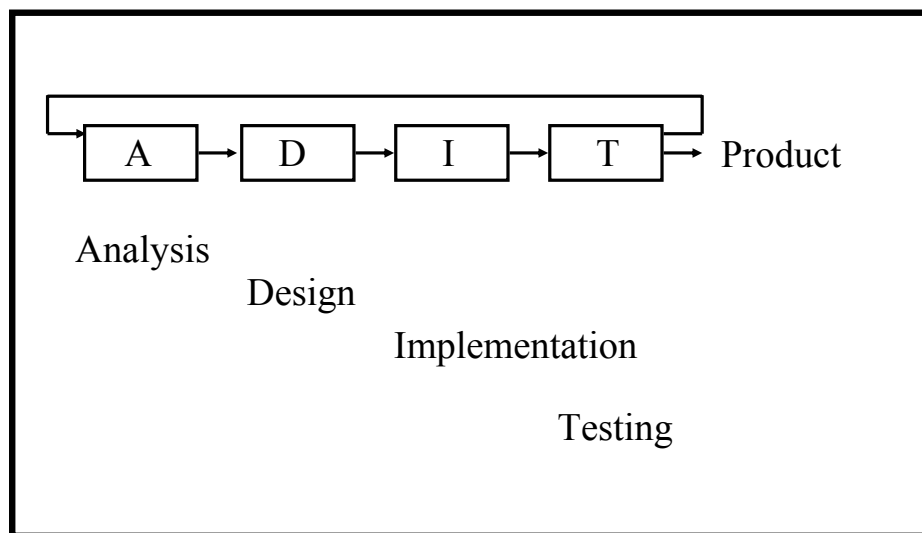 A D I T Product
Analysis
Design
Implementation
Testing